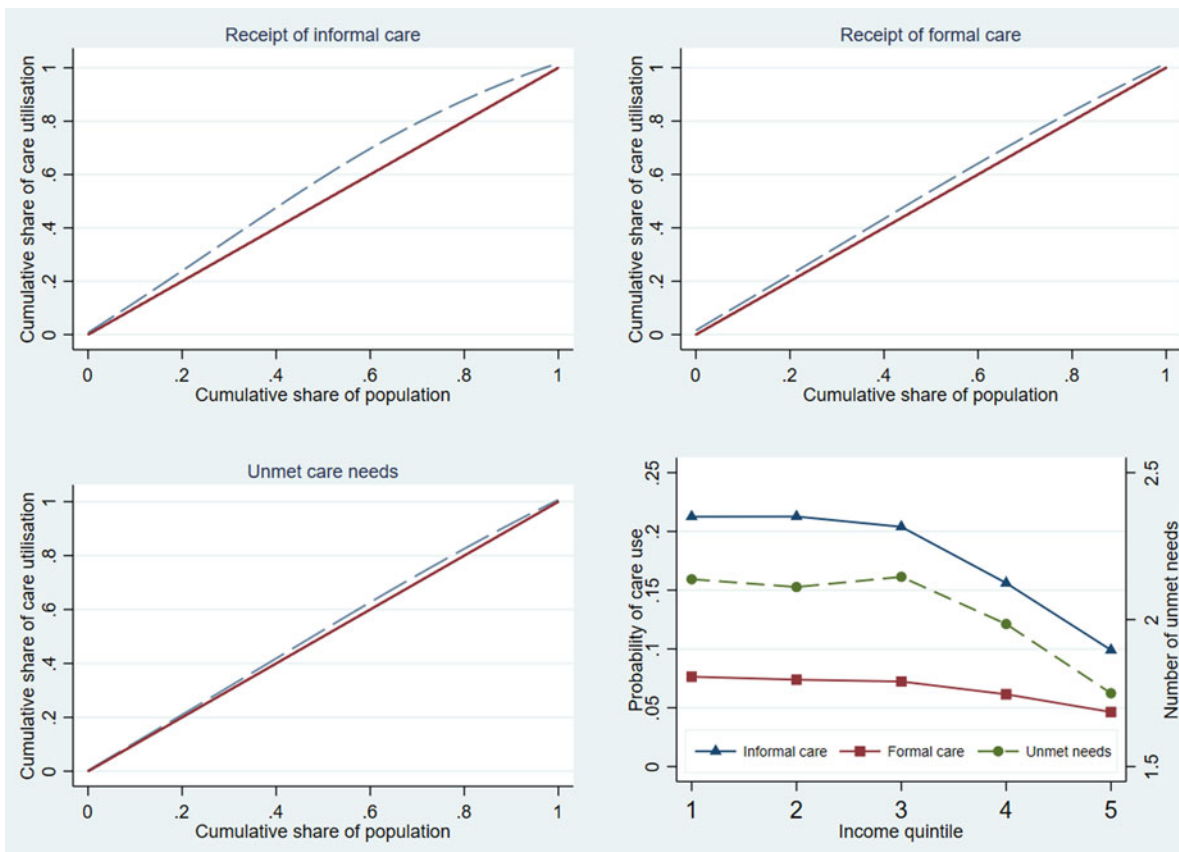 Receipt of informal care
Cumulative share of care utilisation
1
.8
.6
.4
.2
0
0 .2 .4 .6 .8 1
Cumulative share of population
Receipt of formal care
Cumulative share of care utilisation
1
.8
.6
.4
.2
0
0 .2 .4 .6 .8 1
Cumulative share of population
Unmet care needs
Cumulative share of care utilisation
1
.8
.6
.4
.2
0
0 .2 .4 .6 .8 1
Cumulative share of population
Probability of care use
.25
.2
.15
.1
.05
0
Number of unmet needs
2.5
2
1.5
Informal care Formal care Unmet needs
1 2 3 4 5
Income quintile